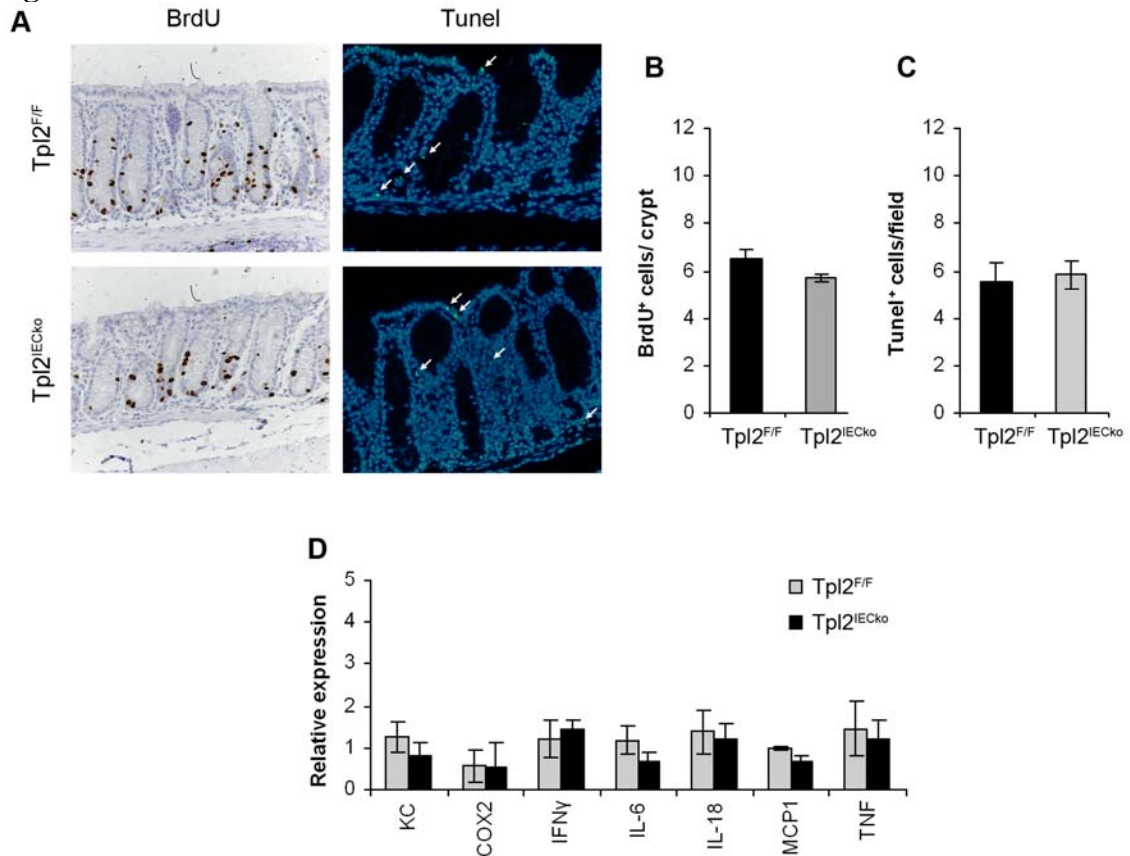 A
BrdU
Tunel
Tpl2F/F
Tpl2IECko
B
BrdU+ cells/ crypt
12
10
8
6
4
2
0
Tpl2F/F
Tpl2IECko
C
Tunel+ cells/field
12
10
8
6
4
2
0
Tpl2F/F
Tpl2IECko
D
Relative expression
5
4
3
2
1
0
Tpl2F/F
Tpl2IECko
KC
COX2
IFNγ
IL-6
IL-18
MCP1
TNF